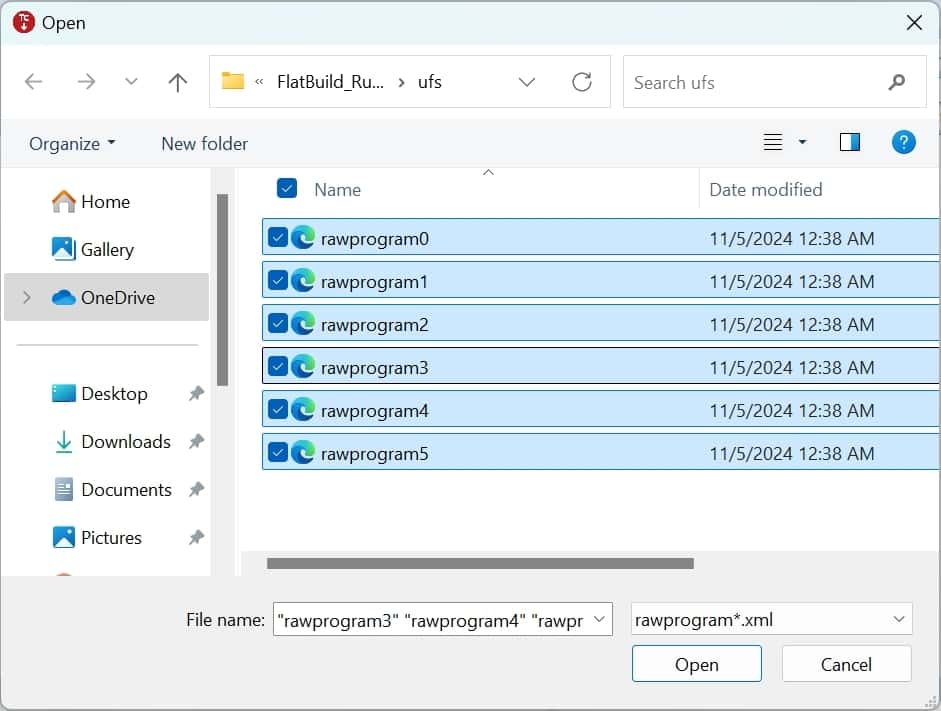 TC Open
« FlatBuild_Ru... › ufs
Search ufs
Organize New folder
?
Name Date modified
Home
Gallery
OneDrive
Desktop
Downloads
Documents
Pictures
rawprogram0 11/5/2024 12:38 AM
rawprogram1 11/5/2024 12:38 AM
rawprogram2 11/5/2024 12:38 AM
rawprogram3 11/5/2024 12:38 AM
rawprogram4 11/5/2024 12:38 AM
rawprogram5 11/5/2024 12:38 AM
File name: "rawprogram3" "rawprogram4" "rawpr rawprogram*.xml
Open Cancel